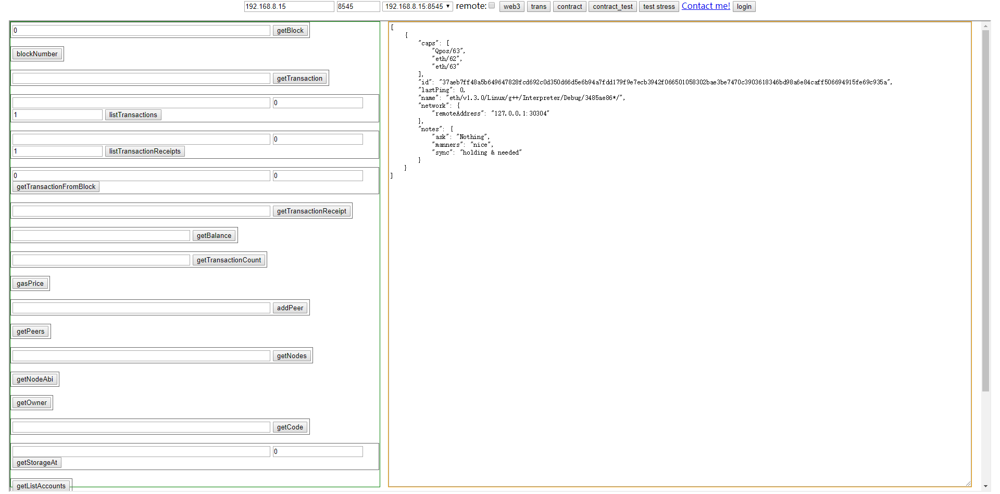 192.168.8.15 8545 192.168.8.15:8545 remote: web3 trans contract contract_test test stress Contact me! login
0 getBlock
blockNumber
getTransaction
0
1 listTransactions
0
1 listTransactionReceipts
0 0
getTransactionFromBlock
getTransactionReceipt
getBalance
getTransactionCount
gasPrice
addPeer
getPeers
getNodes
getNodeAbi
getOwner
getCode
0
getStorageAt
getListAccounts
[
{
"caps": [
"Qpos/63",
"eth/62",
"eth/63"
],
"id": "37aeb7ff48a5b649647828fcd692c0d350d66d5e6b94a7fdd179f9e7ecb3942f066501058302bae3be7470c3903618346bd98a6e84caff506694915fe69c935a",
"lastPing": 0,
"name": "eth/v1.3.0/Linux/g++/Interpreter/Debug/3485ae86*/",
"network": {
"remoteAddress": "127.0.0.1:30304"
},
"notes": {
"ask": "Nothing",
"manners": "nice",
"sync": "holding & needed"
}
}
]